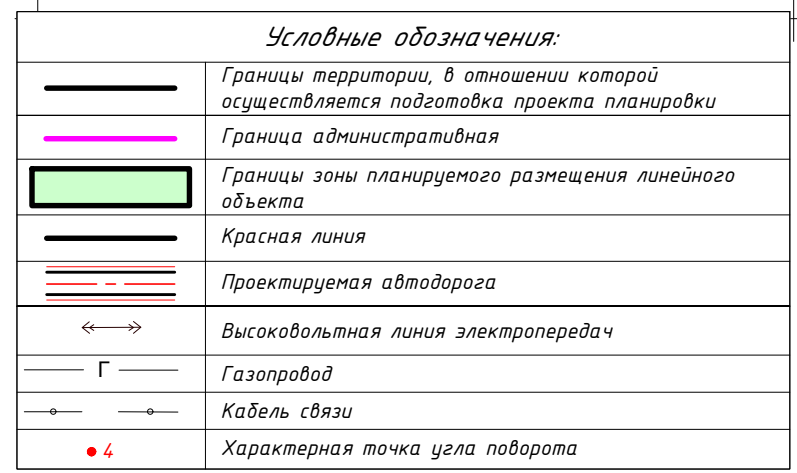 Условные обозначения:
Границы территории, в отношении которой
осуществляется подготовка проекта планировки
Граница административная
Границы зоны планируемого размещения линейного
объекта
Красная линия
Проектируемая автодорога
Высоковольтная линия электропередач
Г
Газопровод
Кабель связи
4
Характерная точка угла поворота